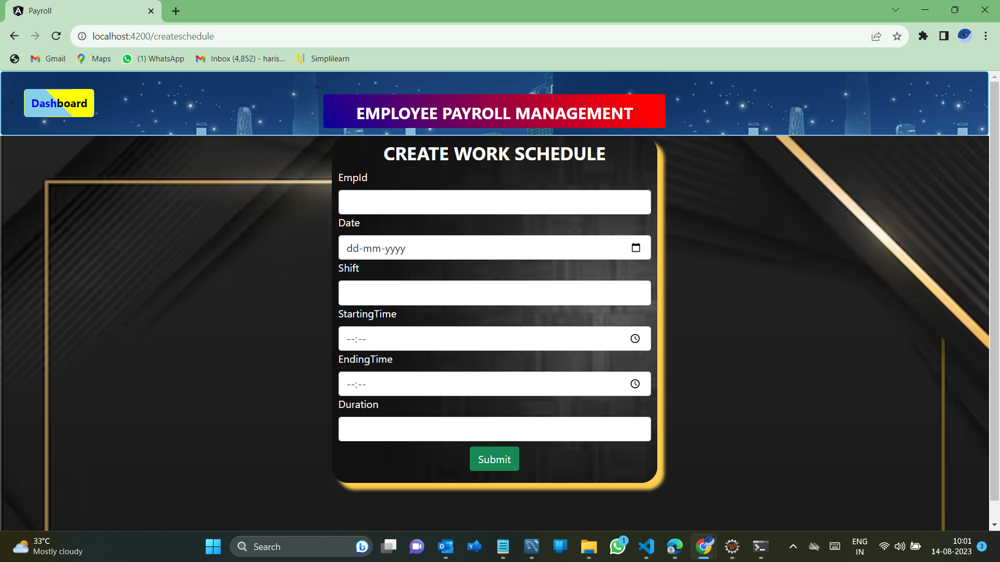 Payroll
localhost:4200/createschedule
Gmail Maps (1) WhatsApp Inbox (4,852) - haris... Simplilearn
Dashboard
EMPLOYEE PAYROLL MANAGEMENT
CREATE WORK SCHEDULE
EmpId
Date
dd-mm-yyyy
Shift
StartingTime
--:--
EndingTime
--:--
Duration
Submit
33°C
Mostly cloudy
Search
1
ENG
IN
10:01
14-08-2023
3